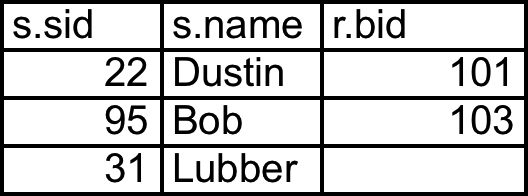 s.sid s.name r.bid
22 Dustin 101
95 Bob 103
31 Lubber